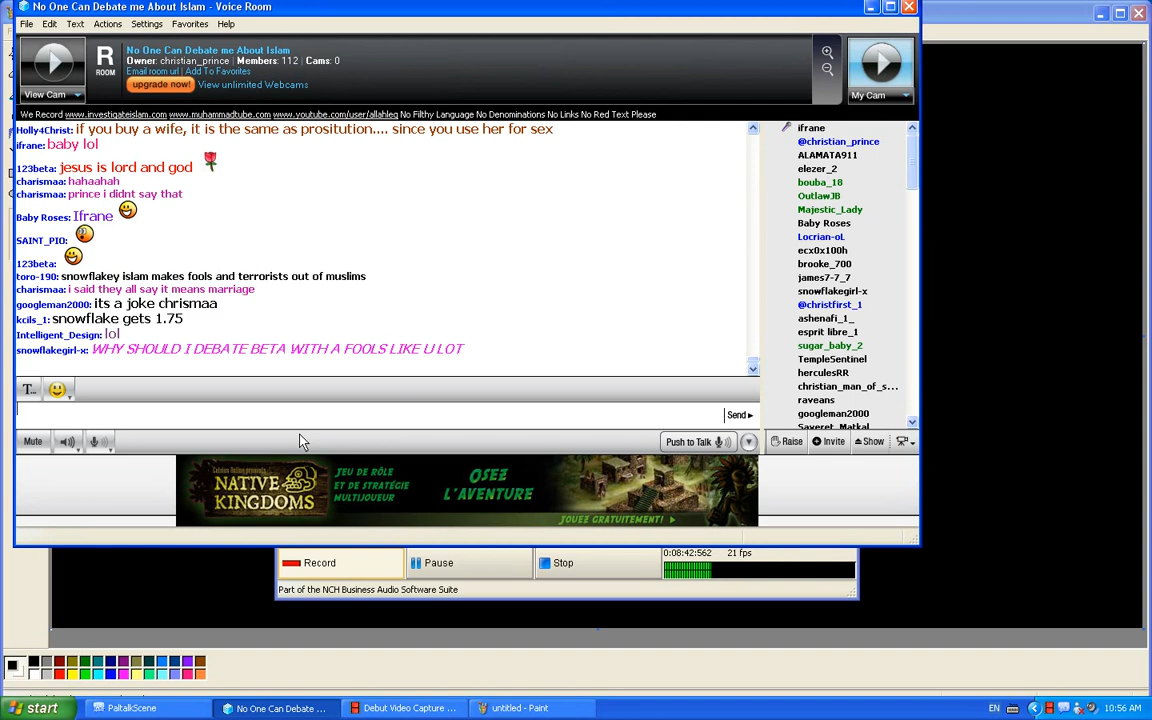 No One Can Debate me About Islam - Voice Room
File Edit Text Actions Settings Favorites Help
View Cam
R
ROOM
No One Can Debate me About Islam
Owner: christian_prince | Members: 112 | Cams: 0
Email room url | Add To Favorites
upgrade now! View unlimited Webcams
My Cam
We Record www.investigateislam.com www.muhammadtube.com www.youtube.com/user/allahleg No Filthy Language No Denominations No Links No Red Text Please
Holly4Christ: if you buy a wife, it is the same as prositution.... since you use her for sex
ifrane: baby lol
123beta: jesus is lord and god
charismaa: hahaahah
charismaa: prince i didnt say that
Baby Roses: Ifrane
SAINT_PIO:
123beta:
toro-190: snowflakey islam makes fools and terrorists out of muslims
charismaa: i said they all say it means marriage
googleman2000: its a joke chrismaa
kcils_1: snowflake gets 1.75
Intelligent_Design: lol
snowflakegirl-x: WHY SHOULD I DEBATE BETA WITH A FOOLS LIKE U LOT
ifrane
@christian_prince
ALAMATA911
elezer_2
bouba_18
OutlawJB
Majestic_Lady
Baby Roses
Locrian-oL
ecx0x100h
brooke_700
james7-7_7
snowflakegirl-x
@christfirst_1
ashenafi_1_
esprit libre_1
sugar_baby_2
TempleSentinel
herculesRR
christian_man_of_s...
raveans
googleman2000
Sayeret_Matkal
T...
Send
Mute
Push to Talk
Raise Invite Show
NATIVE KINGDOMS
JEU DE RÔLE
ET DE STRATÉGIE
MULTIJOUEUR
OSEZ
L'AVENTURE
JOUEZ GRATUITEMENT!
Record Pause Stop
0:08:42:562 21 fps
Part of the NCH Business Audio Software Suite
start PaltalkScene No One Can Debate ... Debut Video Capture ... untitled - Paint EN 10:56 AM